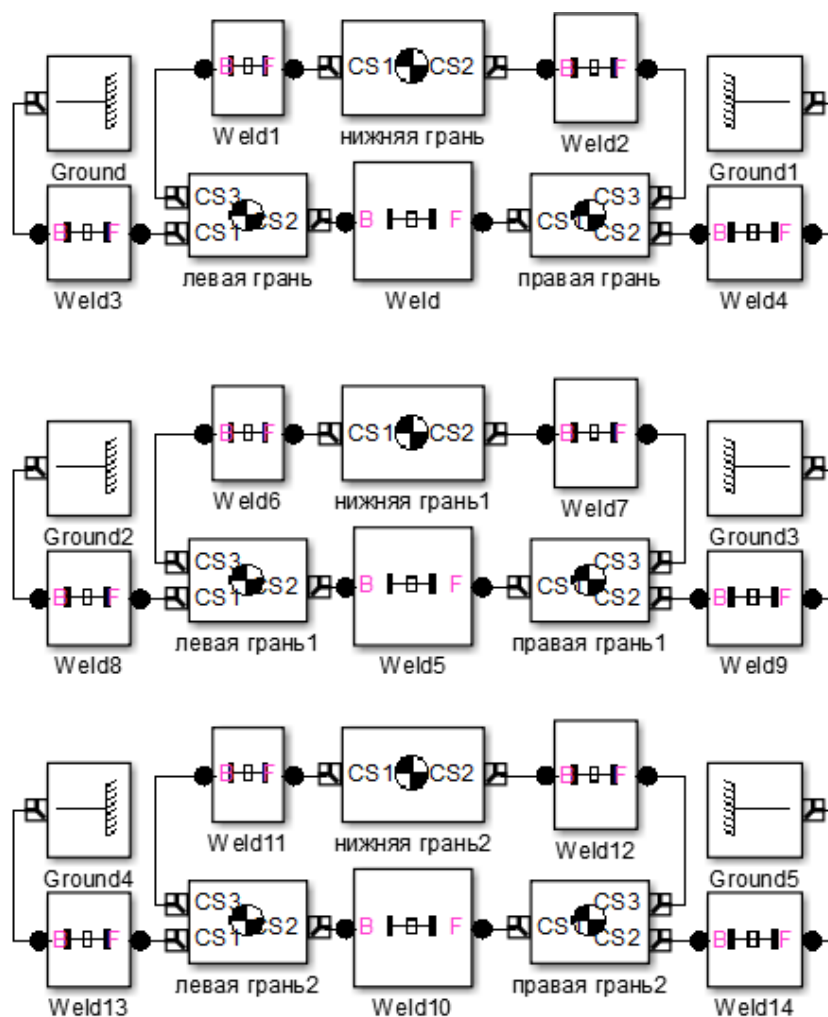 B F CS1 CS2 B F
Weld1 нижняя грань Weld2
Ground Ground1
CS3 CS3
B F CS1 CS2 B F CS CS2 B F
Weld3 левая грань Weld правая грань Weld4
B F CS1 CS2 B F
Weld6 нижняя грань1 Weld7
Ground2 Ground3
CS3 CS3
B F CS1 CS2 B F CS CS2 B F
Weld8 левая грань1 Weld5 правая грань1 Weld9
B F CS1 CS2 B F
Weld11 нижняя грань2 Weld12
Ground4 Ground5
CS3 CS3
B F CS1 CS2 B F CS CS2 B F
Weld13 левая грань2 Weld10 правая грань2 Weld14